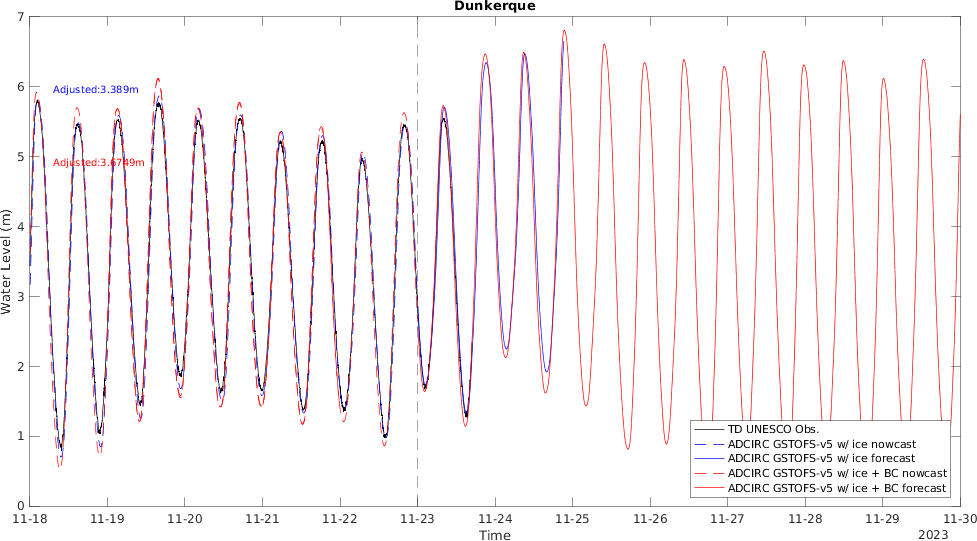 Dunkerque
7
6
5
4
3
2
1
0
Water Level (m)
Adjusted:3.389m
Adjusted:3.6749m
TD UNESCO Obs.
ADCIRC GSTOFS-v5 w/ ice nowcast
ADCIRC GSTOFS-v5 w/ ice forecast
ADCIRC GSTOFS-v5 w/ ice + BC nowcast
ADCIRC GSTOFS-v5 w/ ice + BC forecast
11-18 11-19 11-20 11-21 11-22 11-23 11-24 11-25 11-26 11-27 11-28 11-29 11-30
Time
2023